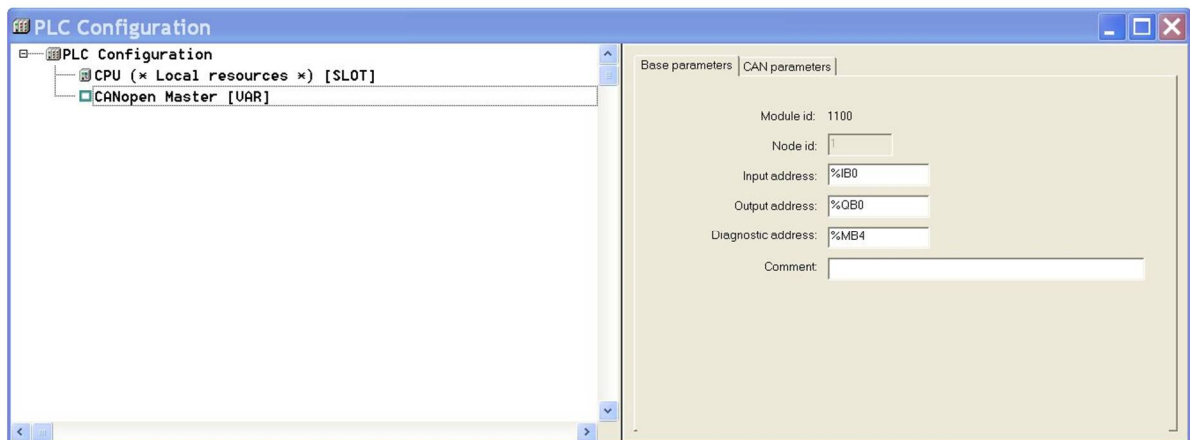 PLC Configuration
PLC Configuration
CPU (* Local resources *) [SLOT]
CANopen Master [VAR]
Base parameters
CAN parameters
Module id: 1100
Node id: 1
Input address: %IB0
Output address: %QB0
Diagnostic address: %MB4
Comment: